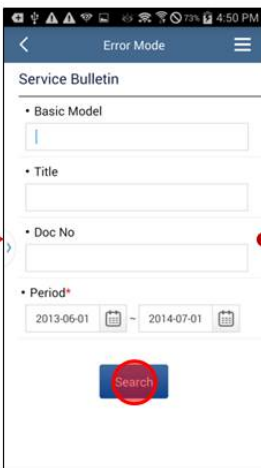 73% 4:50 PM
Error Mode
Service Bulletin
• Basic Model
• Title
• Doc No
• Period*
2013-06-01 ~ 2014-07-01
Search